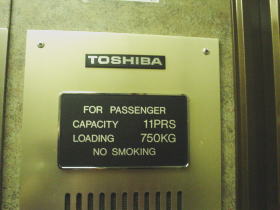 TOSHIBA
FOR PASSENGER
CAPACITY 11PRS
LOADING 750KG
NO SMOKING